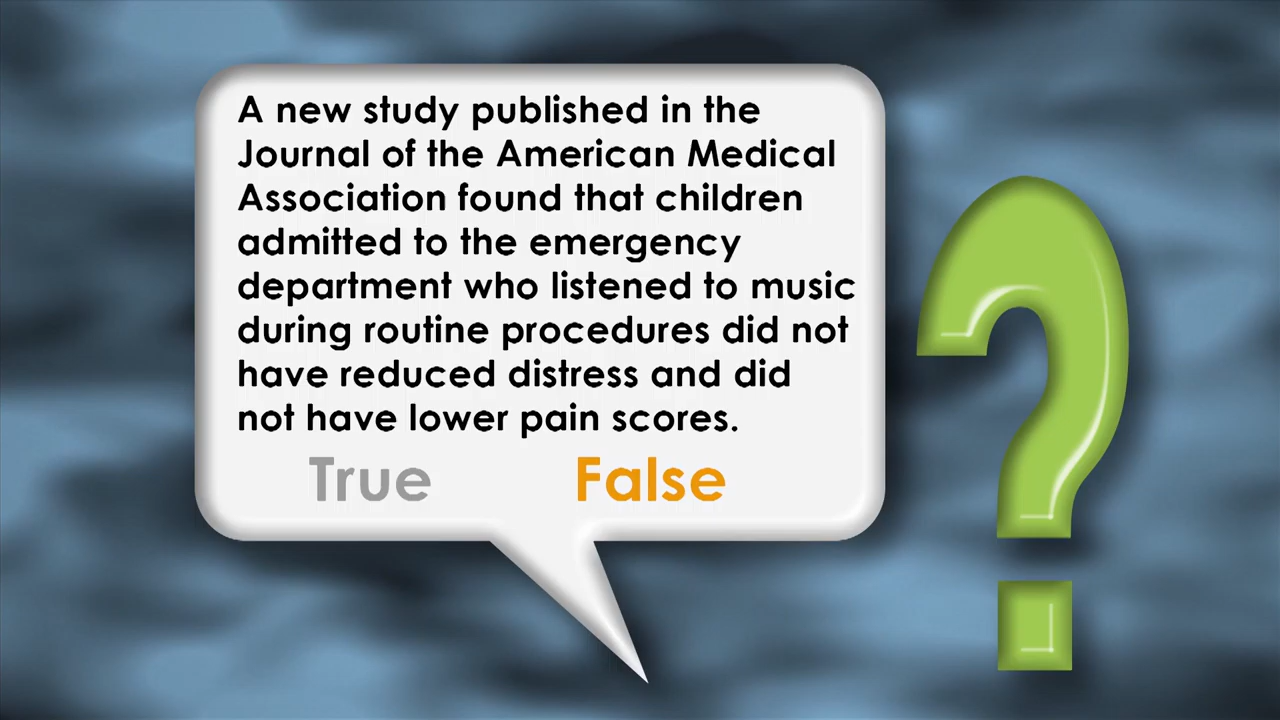 A new study published in the
Journal of the American Medical
Association found that children
admitted to the emergency
department who listened to music
during routine procedures did not
have reduced distress and did
not have lower pain scores.
True False
?